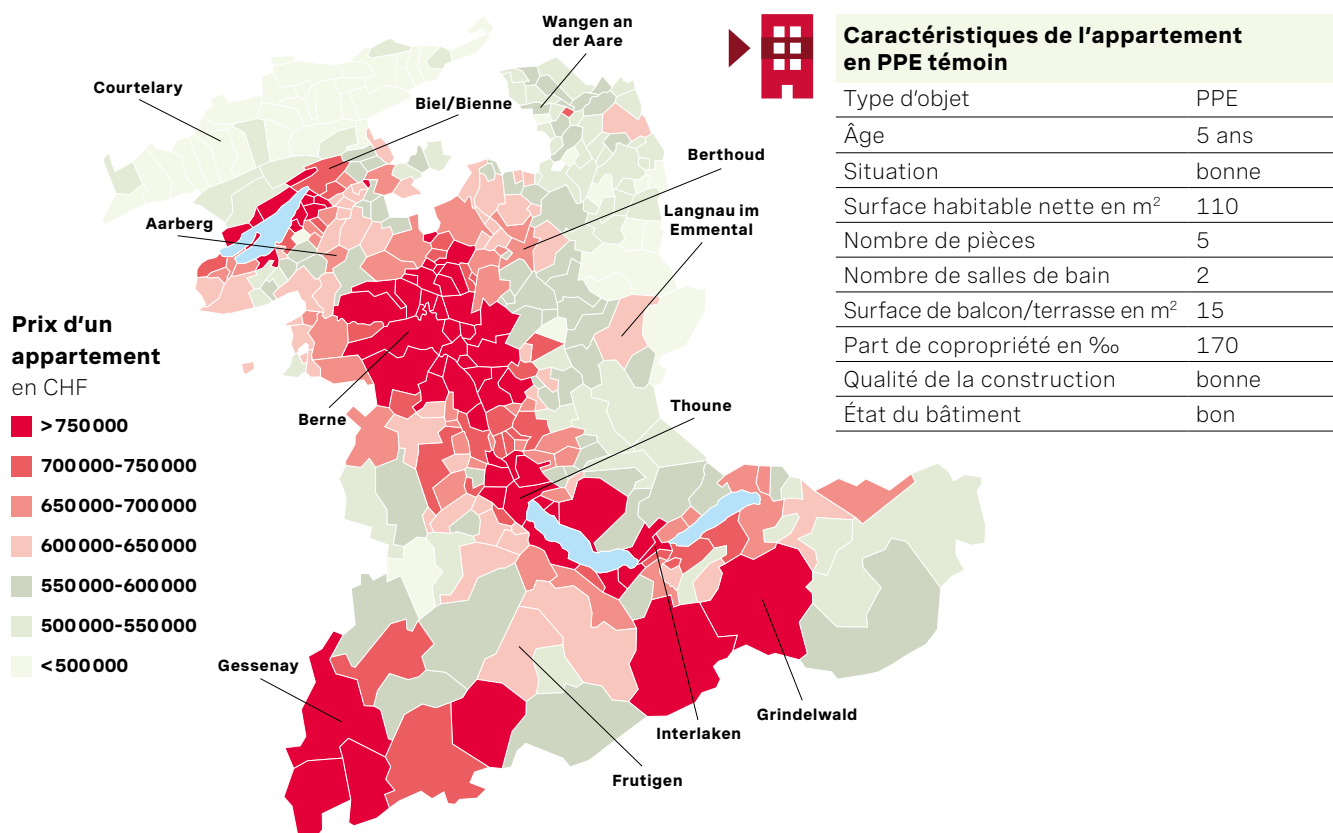 Wangen an
der Aare
Courtelary
Biel/Bienne
Berthoud
Langnau im
Emmental
Aarberg
Prix d'un
appartement
en CHF
>750 000
700 000-750 000
650 000-700 000
600 000-650 000
550 000-600 000
500 000-550 000
<500 000
Berne
Thoune
Gessenay
Grindelwald
Interlaken
Frutigen
Caractéristiques de l'appartement
en PPE témoin
Type d'objet PPE
Âge 5 ans
Situation bonne
Surface habitable nette en m² 110
Nombre de pièces 5
Nombre de salles de bain 2
Surface de balcon/terrasse en m² 15
Part de copropriété en ‰ 170
Qualité de la construction bonne
État du bâtiment bon